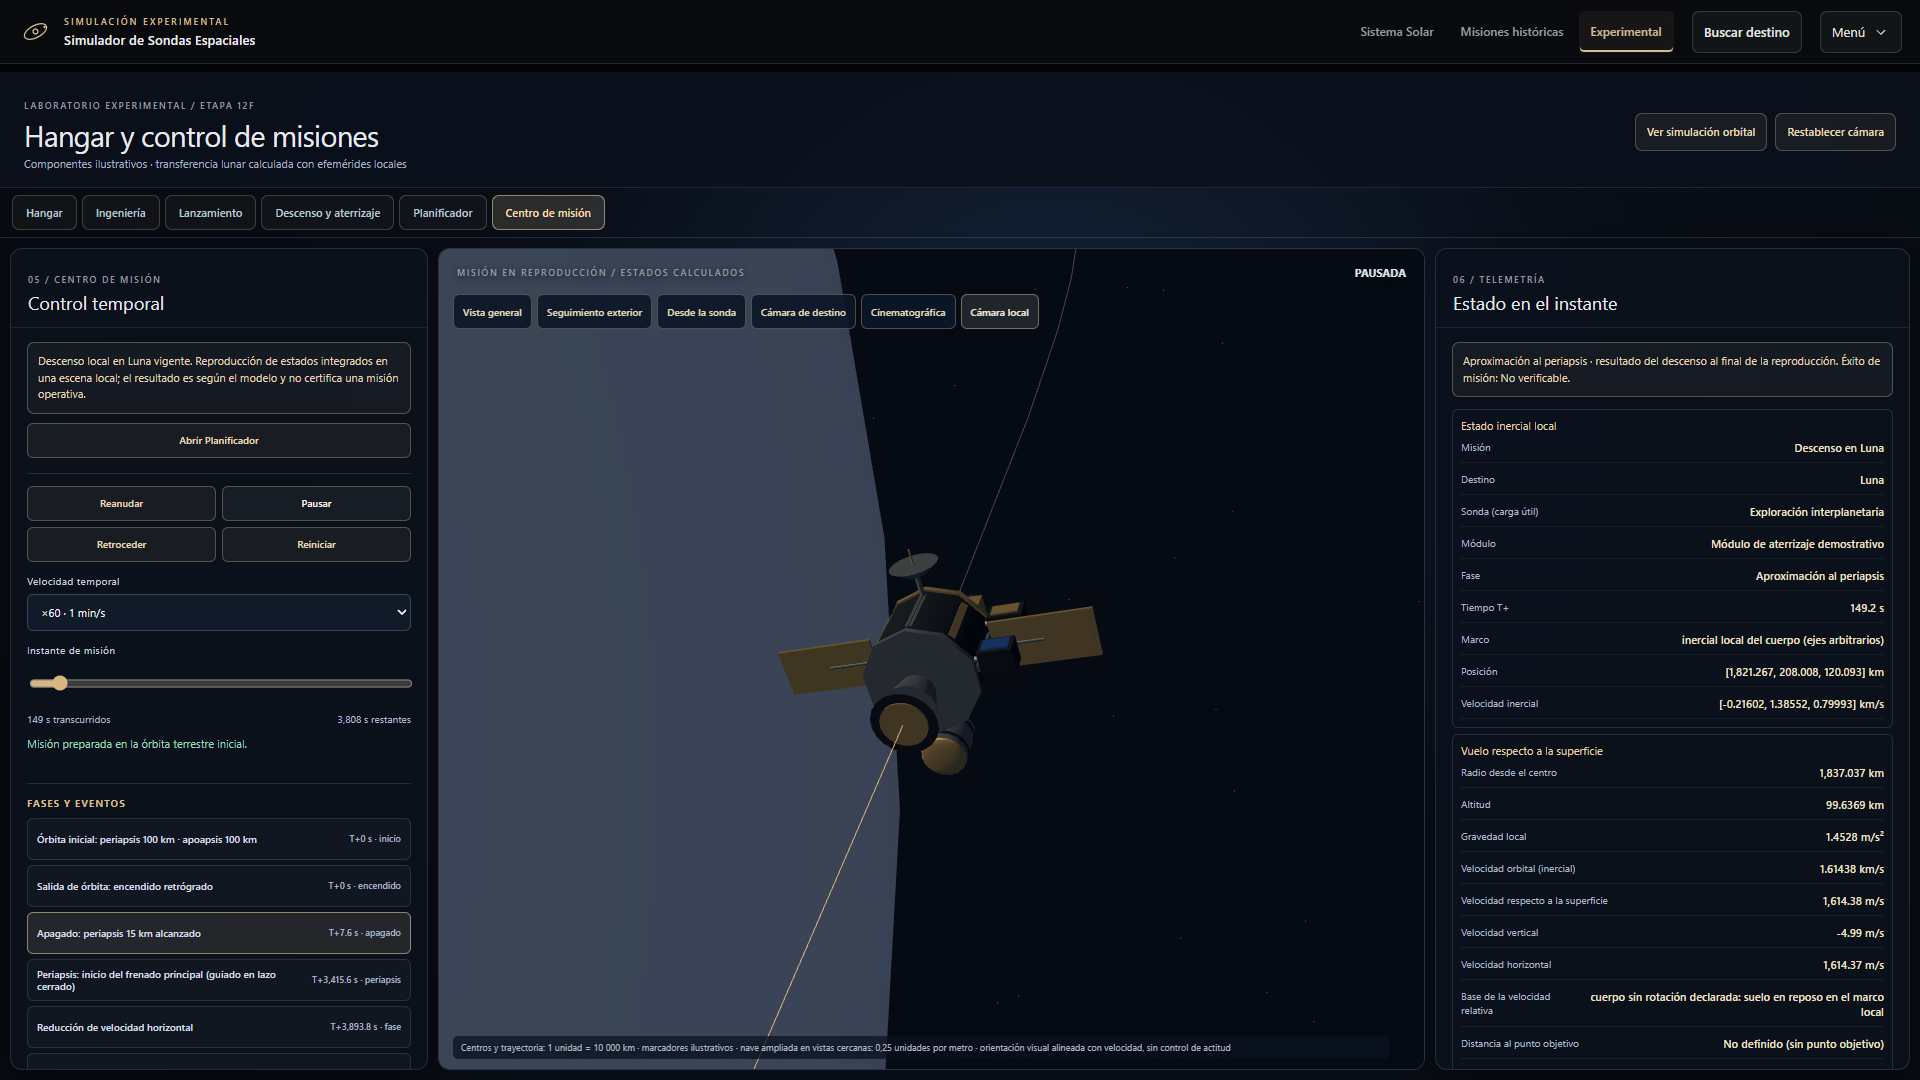 SIMULACIÓN EXPERIMENTAL
Simulador de Sondas Espaciales
Sistema Solar
Misiones históricas
Experimental
Buscar destino
Menú
LABORATORIO EXPERIMENTAL / ETAPA 12F
Hangar y control de misiones
Componentes ilustrativos · transferencia lunar calculada con efemérides locales
Ver simulación orbital
Restablecer cámara
Hangar
Ingeniería
Lanzamiento
Descenso y aterrizaje
Planificador
Centro de misión
05 / CENTRO DE MISIÓN
Control temporal
Descenso local en Luna vigente. Reproducción de estados integrados en
una escena local; el resultado es según el modelo y no certifica una misión
operativa.
Abrir Planificador
Reanudar
Pausar
Retroceder
Reiniciar
Velocidad temporal
×60 · 1 min/s
Instante de misión
149 s transcurridos
3,808 s restantes
Misión preparada en la órbita terrestre inicial.
FASES Y EVENTOS
Órbita inicial: periapsis 100 km · apoapsis 100 km
T+0 s · inicio
Salida de órbita: encendido retrógrado
T+0 s · encendido
Apagado: periapsis 15 km alcanzado
T+7.6 s · apagado
Periapsis: inicio del frenado principal (guiado en lazo
cerrado)
T+3,415.6 s · periapsis
Reducción de velocidad horizontal
T+3,893.8 s · fase
MISIÓN EN REPRODUCCIÓN / ESTADOS CALCULADOS
PAUSADA
Vista general
Seguimiento exterior
Desde la sonda
Cámara de destino
Cinematográfica
Cámara local
Centros y trayectoria: 1 unidad = 10 000 km · marcadores ilustrativos · nave ampliada en vistas cercanas: 0,25 unidades por metro · orientación visual alineada con velocidad, sin control de actitud
06 / TELEMETRÍA
Estado en el instante
Aproximación al periapsis · resultado del descenso al final de la reproducción. Éxito de
misión: No verificable.
Estado inercial local
Misión
Descenso en Luna
Destino
Luna
Sonda (carga útil)
Exploración interplanetaria
Módulo
Módulo de aterrizaje demostrativo
Fase
Aproximación al periapsis
Tiempo T+
149.2 s
Marco
inercial local del cuerpo (ejes arbitrarios)
Posición
[1,821.267, 208.008, 120.093] km
Velocidad inercial
[-0.21602, 1.38552, 0.79993] km/s
Vuelo respecto a la superficie
Radio desde el centro
1,837.037 km
Altitud
99.6369 km
Gravedad local
1.4528 m/s²
Velocidad orbital (inercial)
1.61438 km/s
Velocidad respecto a la superficie
1,614.38 m/s
Velocidad vertical
-4.99 m/s
Velocidad horizontal
1,614.37 m/s
Base de la velocidad
relativa
cuerpo sin rotación declarada: suelo en reposo en el marco
local
Distancia al punto objetivo
No definido (sin punto objetivo)